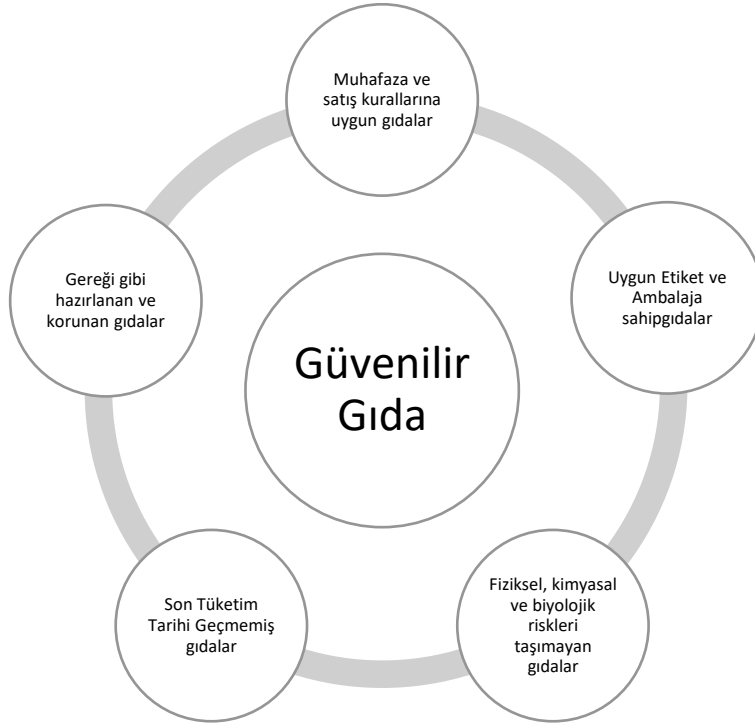 Muhafaza ve
satış kurallarına
uygun gıdalar
Uygun Etiket ve
Ambalaja
sahipgıdalar
Fiziksel, kimyasal
ve biyolojik
riskleri
taşımayan
gıdalar
Son Tüketim
Tarihi Geçmemiş
gıdalar
Gereği gibi
hazırlanan ve
korunan gıdalar
Güvenilir
Gıda